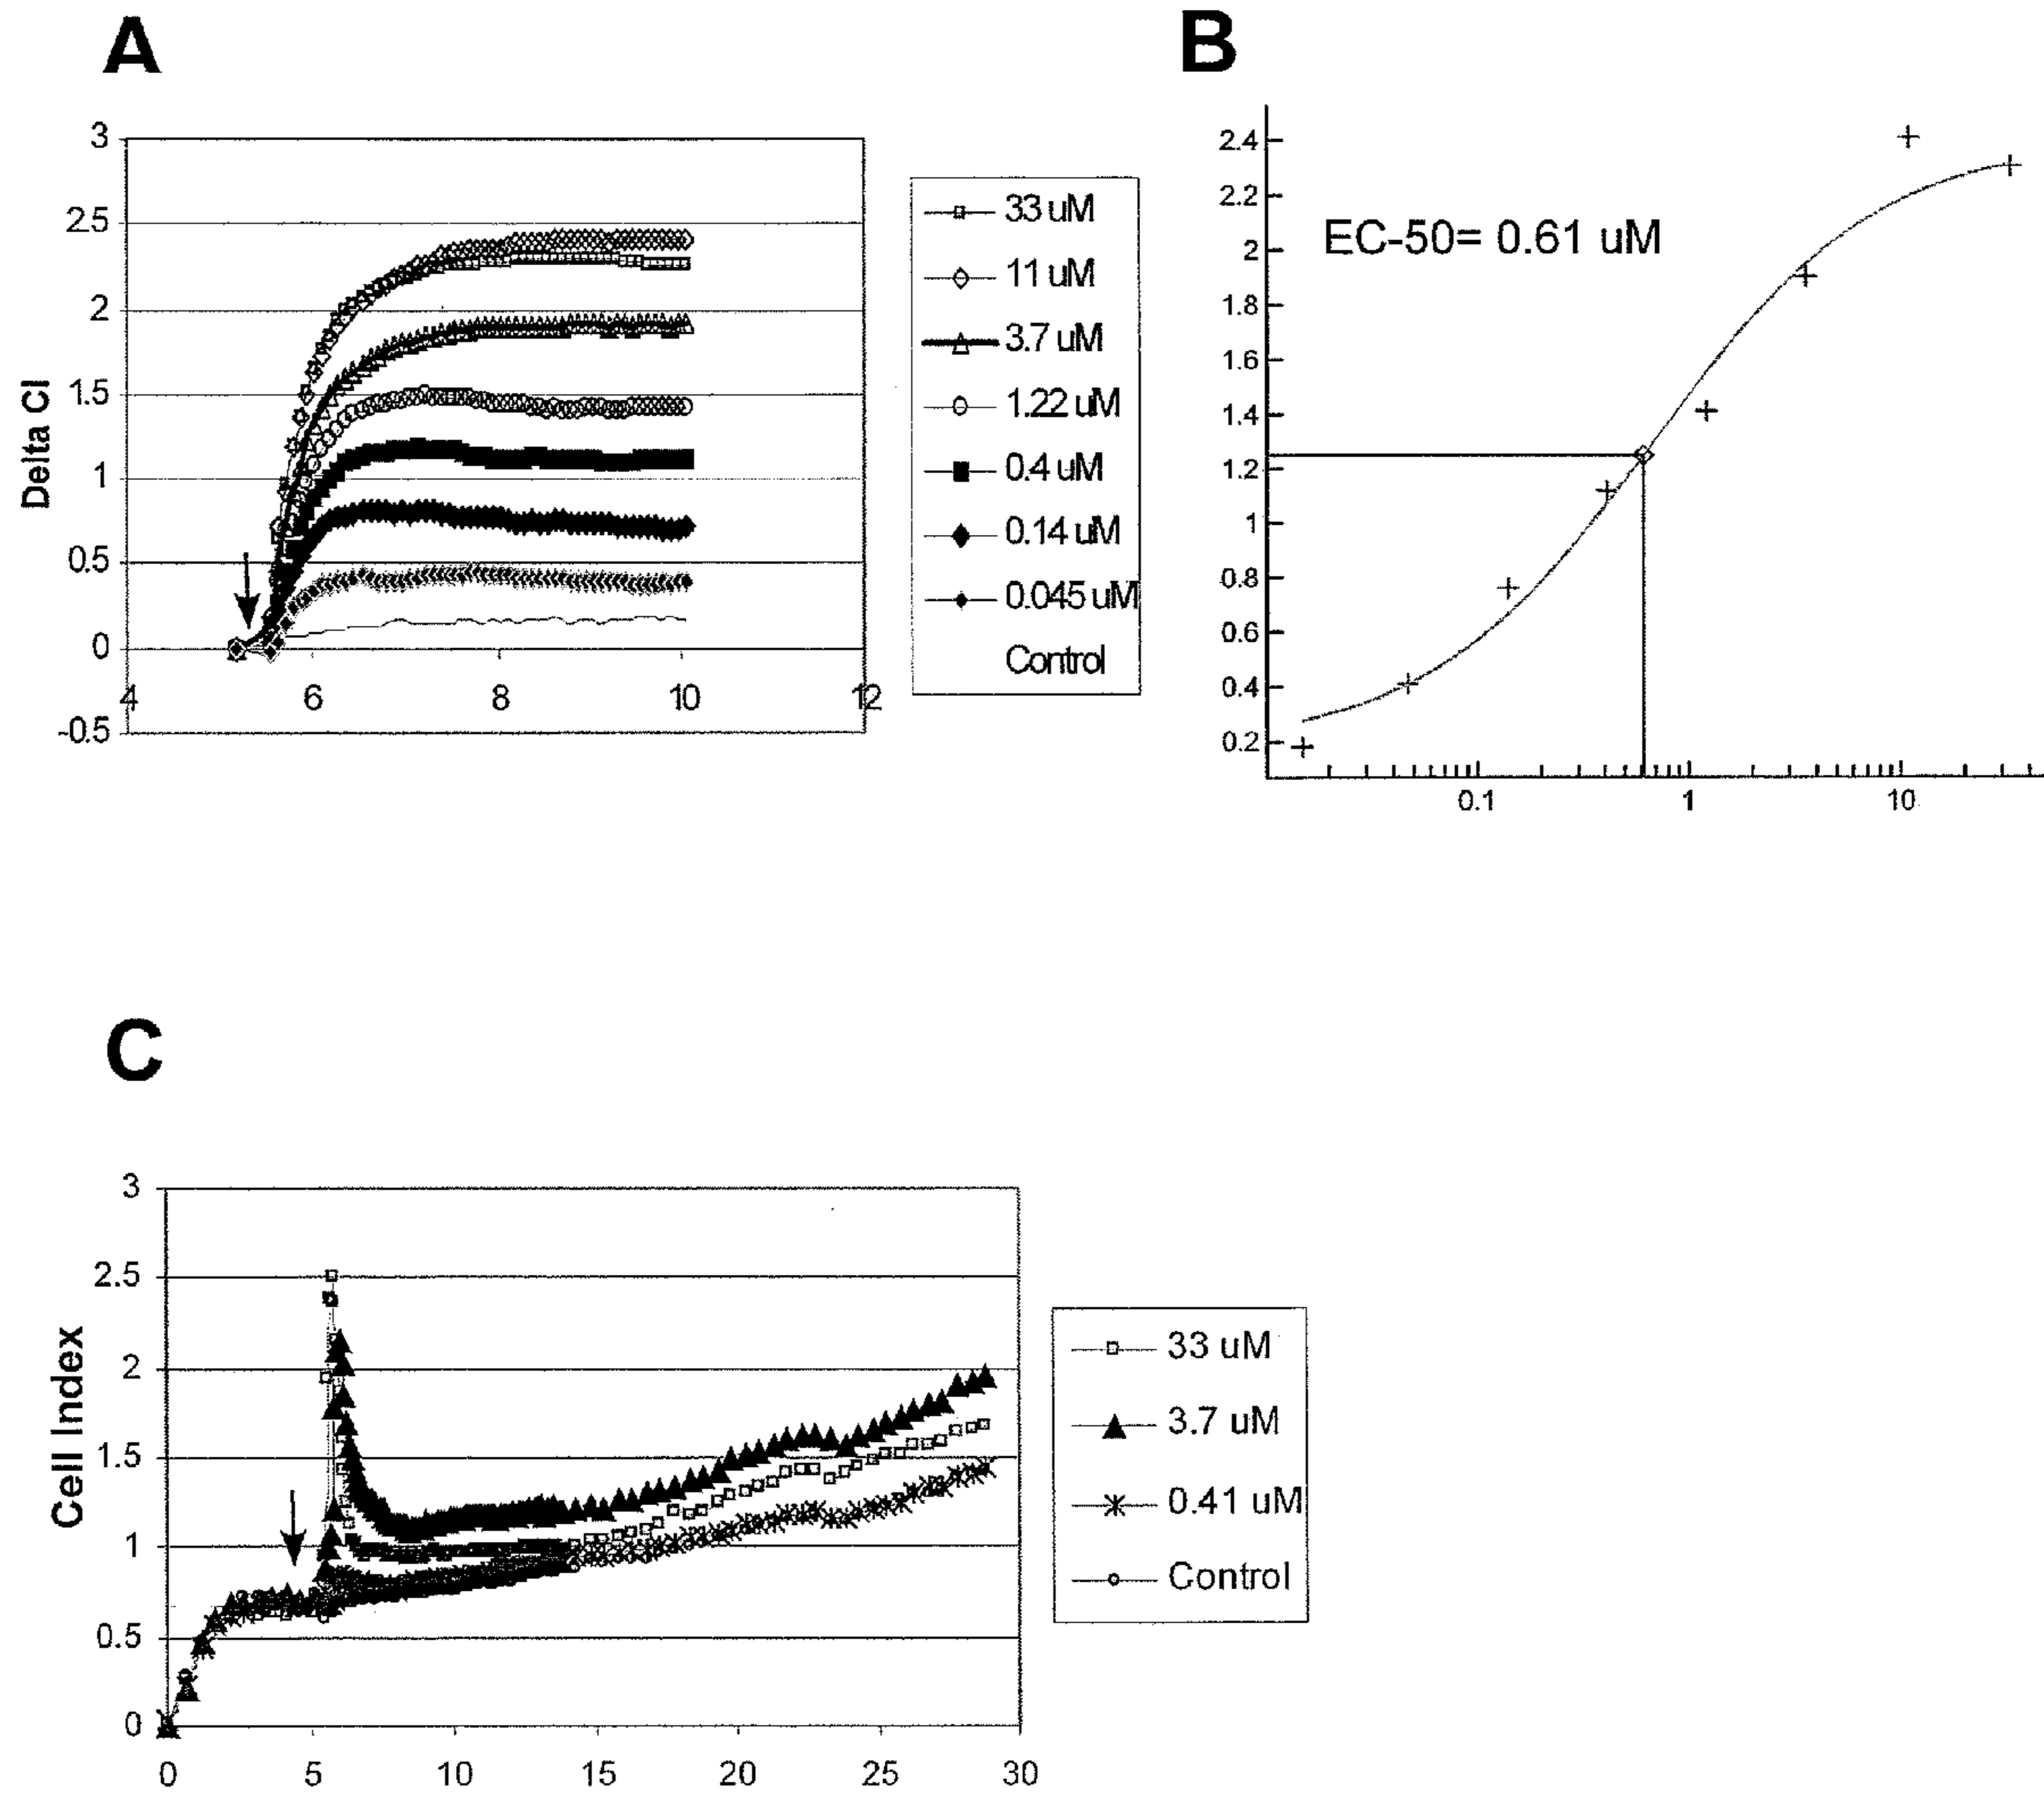 A
3
2.5
2
1.5
1
0.5
0
-0.5
4 6 8 10 12
Delta CI
33 uM
11 uM
3.7 uM
1.22 uM
0.4 uM
0.14 uM
0.045 uM
Control
B
2.4
2.2
2
1.8
1.6
1.4
1.2
1
0.8
0.6
0.4
0.2
EC-50= 0.61 uM
0.1 1 10
C
3
2.5
2
1.5
1
0.5
0
0 5 10 15 20 25 30
Cell Index
33 uM
3.7 uM
0.41 uM
Control